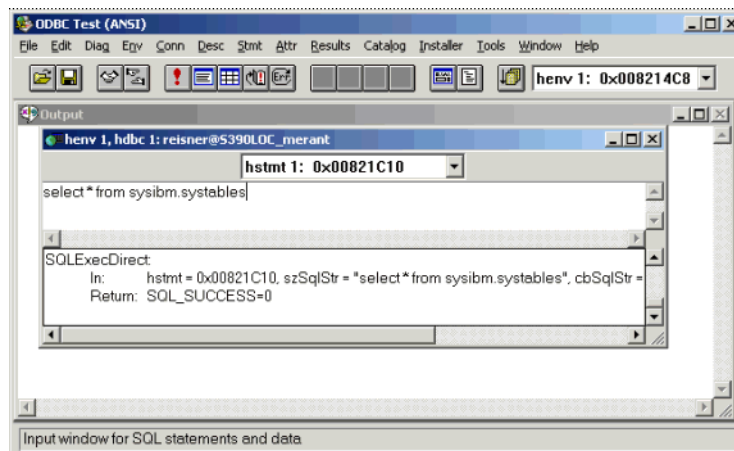 ODBC Test (ANSI)
File Edit Diag Env Conn Desc Stmt Attr Results Catalog Installer Tools Window Help
henv 1: 0x008214C8
Output
henv 1, hdbc 1: reisner@S390LOC_merant
hstmt 1: 0x00821C10
select * from sysibm.systables
SQLExecDirect:
In: hstmt = 0x00821C10, szSqlStr = "select * from sysibm.systables", cbSqlStr =
Return: SQL_SUCCESS=0
Input window for SQL statements and data